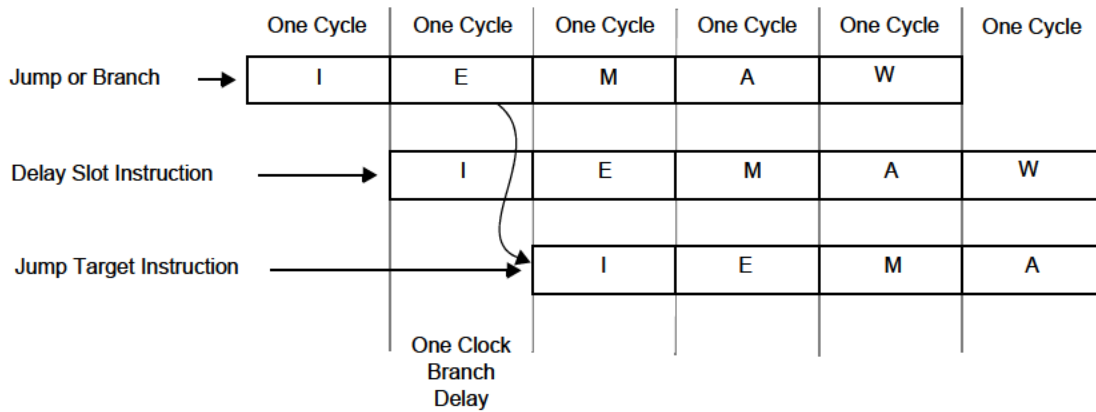 One Cycle One Cycle One Cycle One Cycle One Cycle One Cycle
Jump or Branch I E M A W
Delay Slot Instruction I E M A W
Jump Target Instruction I E M A
One Clock
Branch
Delay